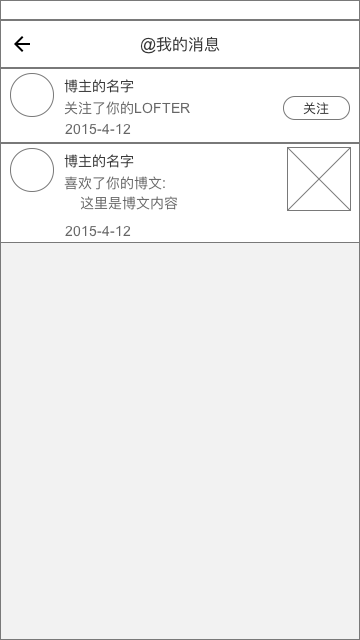 @我的消息
博主的名字
关注了你的LOFTER
关注
2015-4-12
博主的名字
喜欢了你的博文:
这里是博文内容
2015-4-12